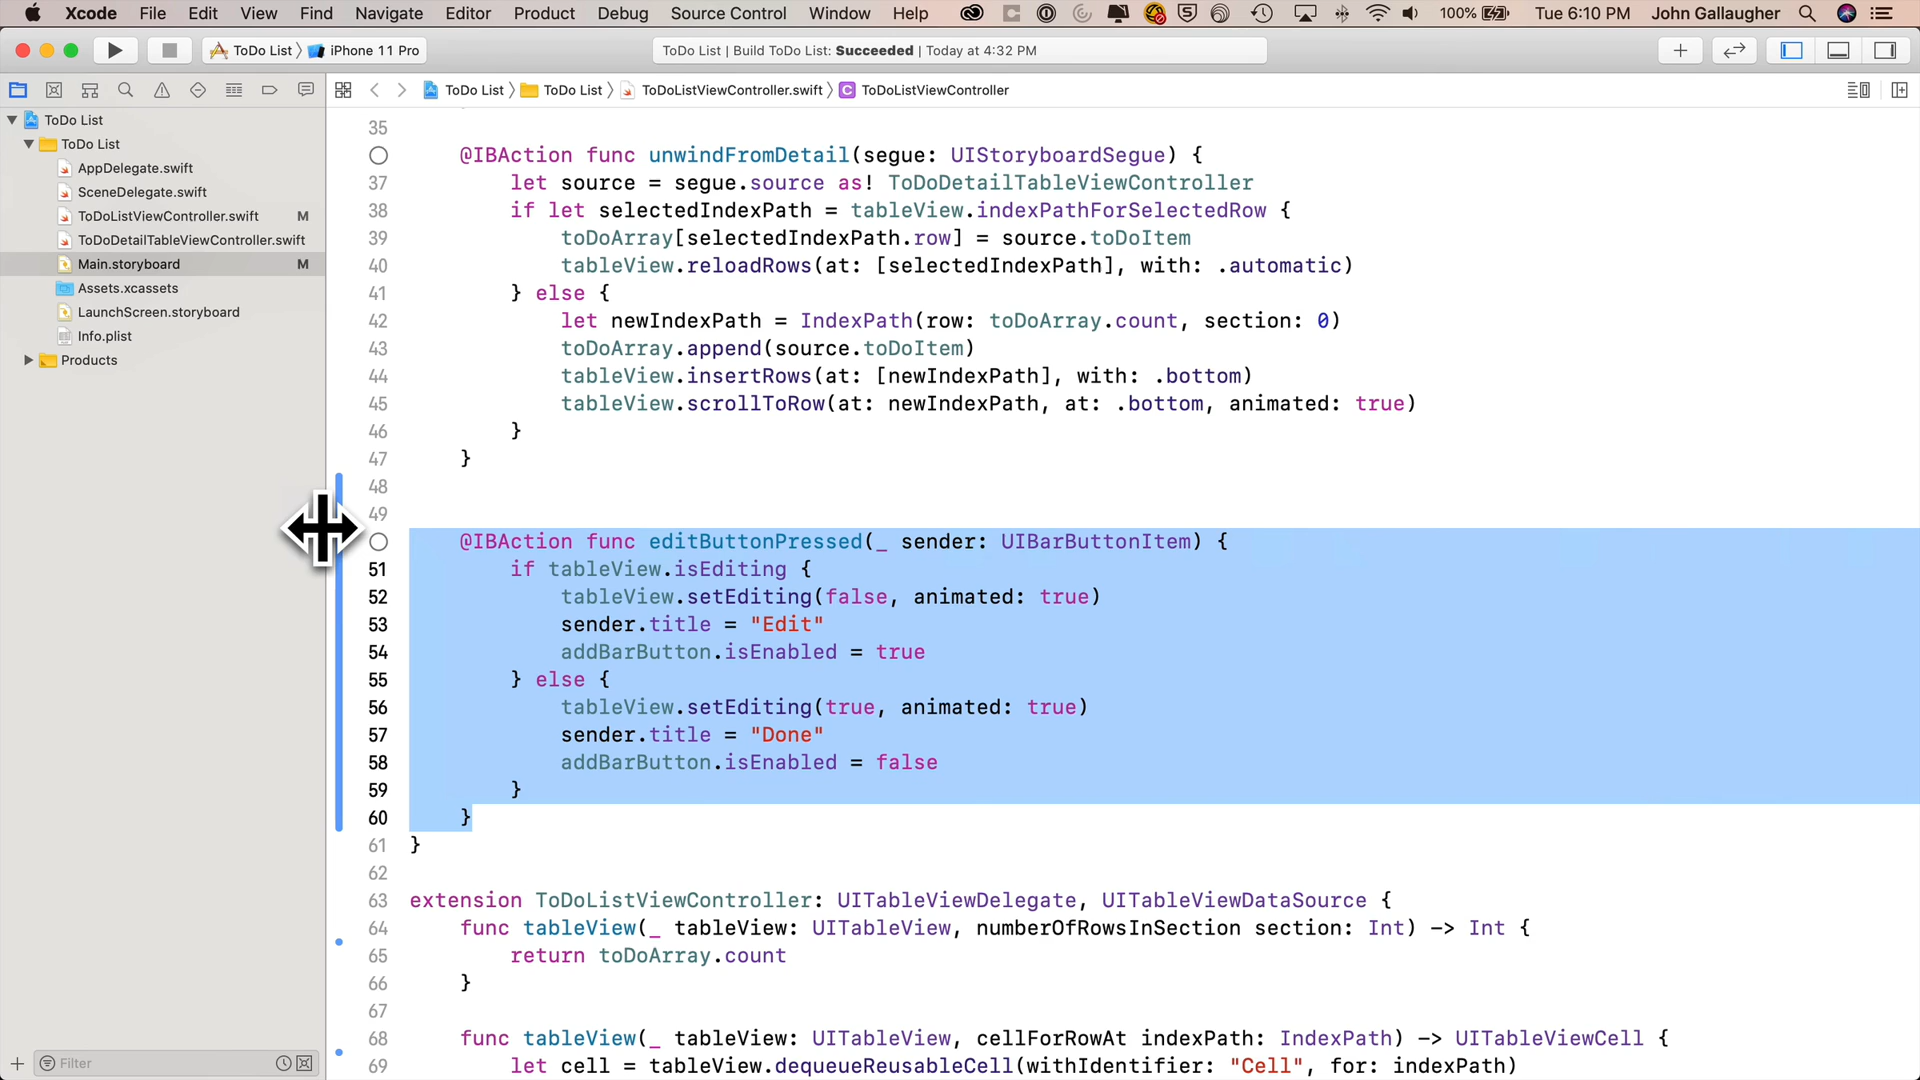 Xcode File Edit View Find Navigate Editor Product Debug Source Control Window Help 100% Tue 6:10 PM John Gallaugher
ToDo List iPhone 11 Pro ToDo List | Build ToDo List: Succeeded | Today at 4:32 PM
ToDo List ToDo List ToDoListViewController.swift C ToDoListViewController
ToDo List
ToDo List
AppDelegate.swift
SceneDelegate.swift
ToDoListViewController.swift M
ToDoDetailTableViewController.swift
Main.storyboard M
Assets.xcassets
LaunchScreen.storyboard
Info.plist
Products
Filter
35
@IBAction func unwindFromDetail(segue: UIStoryboardSegue) {
37 let source = segue.source as! ToDoDetailTableViewController
38 if let selectedIndexPath = tableView.indexPathForSelectedRow {
39 toDoArray[selectedIndexPath.row] = source.toDoItem
40 tableView.reloadRows(at: [selectedIndexPath], with: .automatic)
41 } else {
42 let newIndexPath = IndexPath(row: toDoArray.count, section: 0)
43 toDoArray.append(source.toDoItem)
44 tableView.insertRows(at: [newIndexPath], with: .bottom)
45 tableView.scrollToRow(at: newIndexPath, at: .bottom, animated: true)
46 }
47 }
48
49
@IBAction func editButtonPressed(_ sender: UIBarButtonItem) {
51 if tableView.isEditing {
52 tableView.setEditing(false, animated: true)
53 sender.title = "Edit"
54 addBarButton.isEnabled = true
55 } else {
56 tableView.setEditing(true, animated: true)
57 sender.title = "Done"
58 addBarButton.isEnabled = false
59 }
60 }
61 }
62
63 extension ToDoListViewController: UITableViewDelegate, UITableViewDataSource {
64 func tableView(_ tableView: UITableView, numberOfRowsInSection section: Int) -> Int {
65 return toDoArray.count
66 }
67
68 func tableView(_ tableView: UITableView, cellForRowAt indexPath: IndexPath) -> UITableViewCell {
69 let cell = tableView.dequeueReusableCell(withIdentifier: "Cell", for: indexPath)